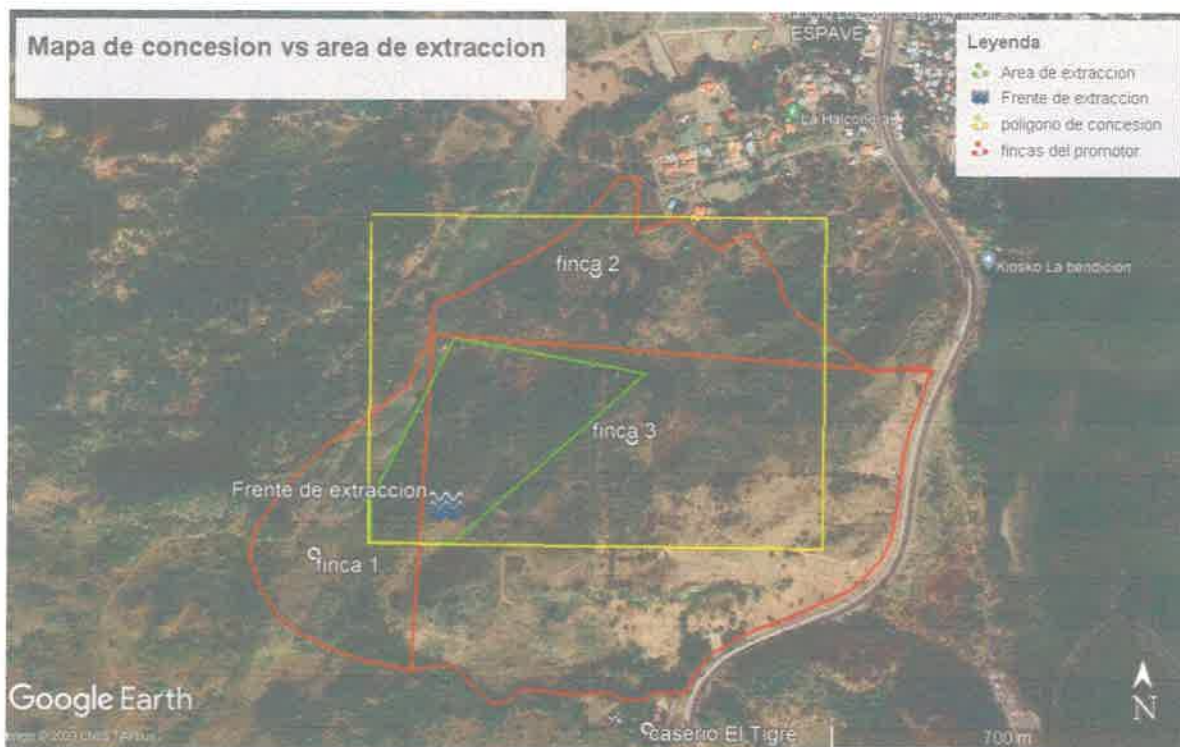 Mapa de concesion vs area de extraccion
ESPAVE
Leyenda
Area de extraccion
Frente de extraccion
poligono de concesion
fincas del promotor
La Halconera
Kiosko La bendicion
finca 2
finca 3
Frente de extraccion
finca 1
Google Earth
caserio El Tigre
700 m
N